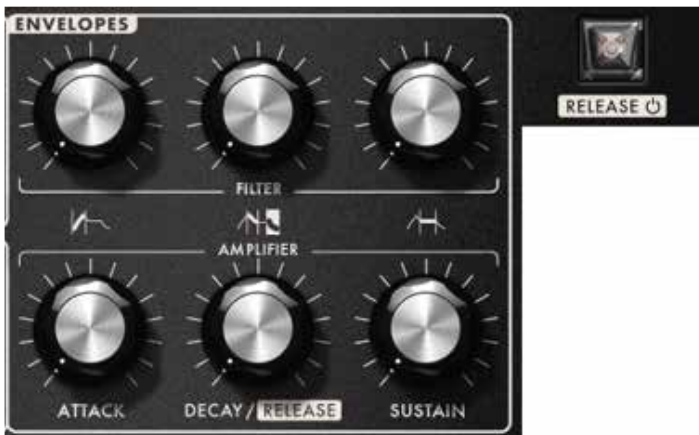 ENVELOPES
RELEASE
FILTER
AMPLIFIER
ATTACK DECAY/RELEASE SUSTAIN